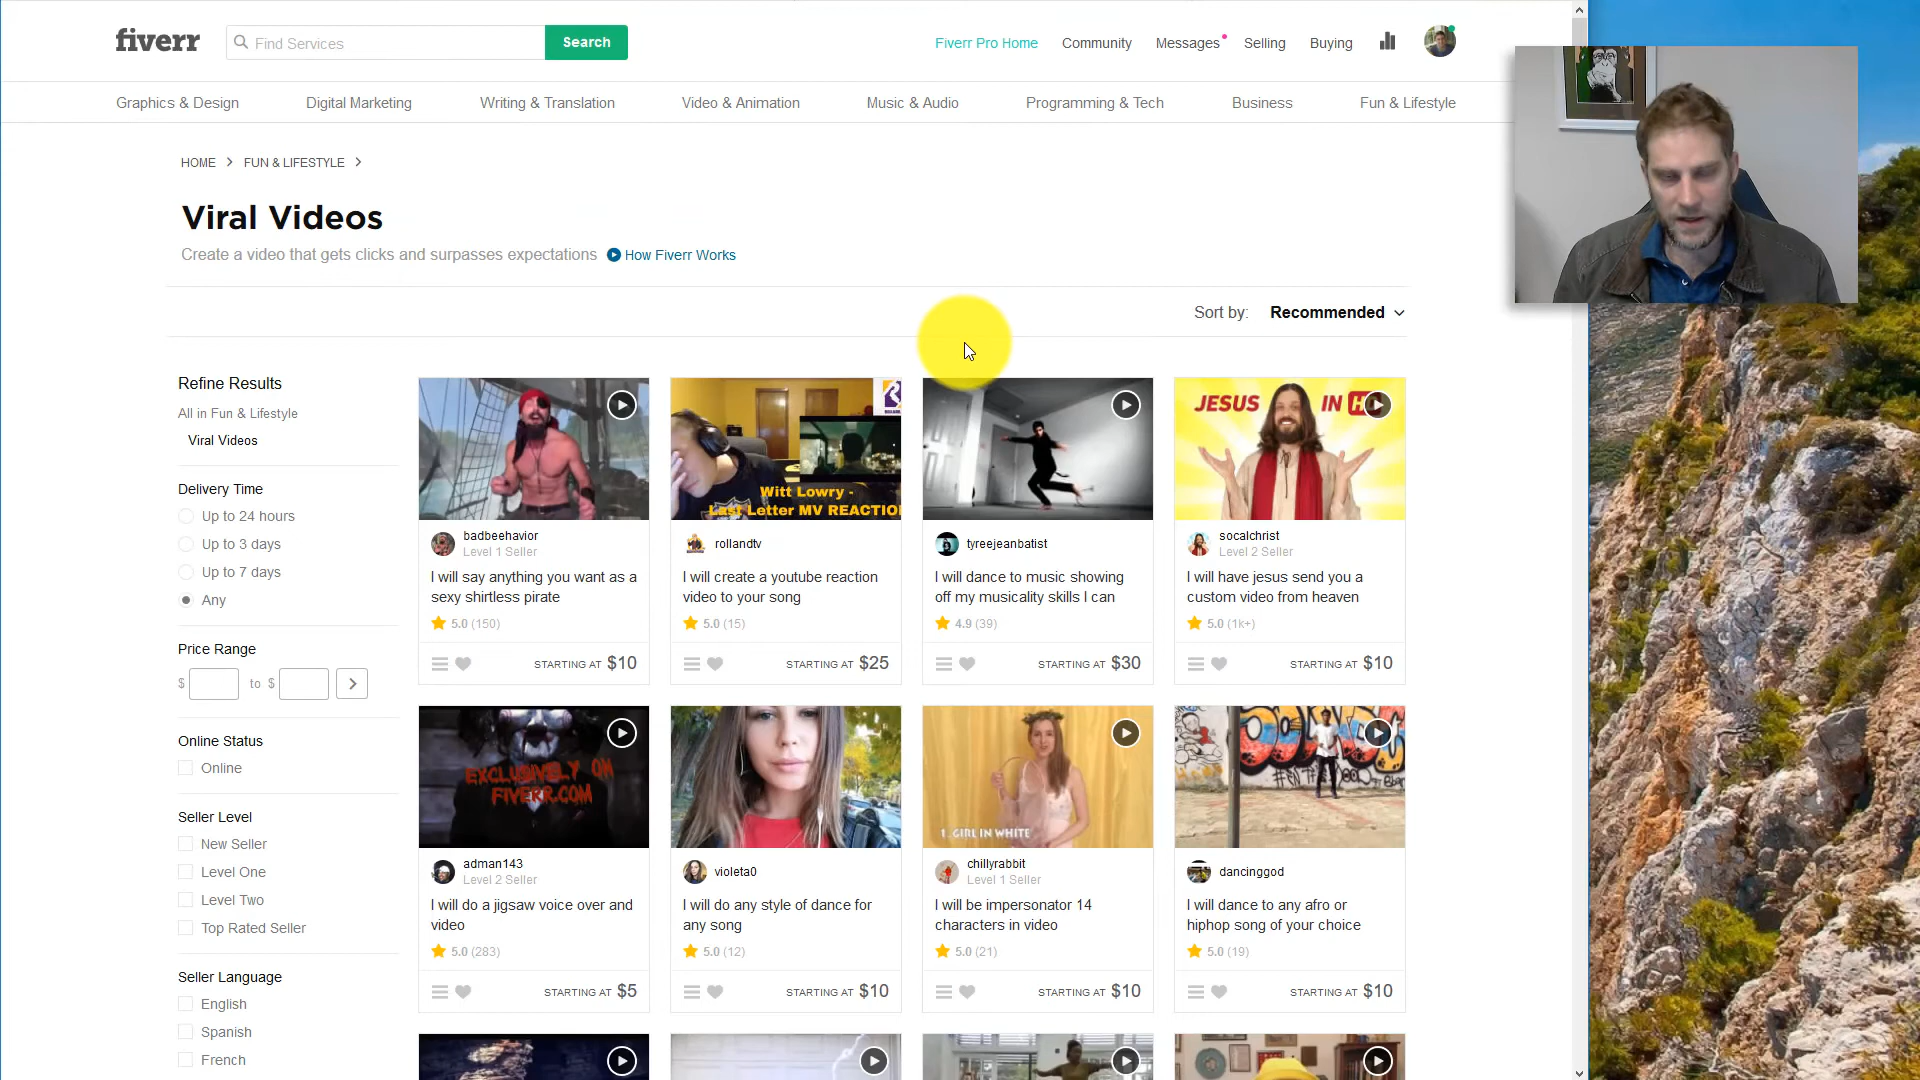 fiverr
Find Services
Search
Fiverr Pro Home
Community
Messages
Selling
Buying
Graphics & Design
Digital Marketing
Writing & Translation
Video & Animation
Music & Audio
Programming & Tech
Business
Fun & Lifestyle
HOME
FUN & LIFESTYLE
Viral Videos
Create a video that gets clicks and surpasses expectations
How Fiverr Works
Sort by: Recommended
Refine Results
All in Fun & Lifestyle
Viral Videos
Delivery Time
Up to 24 hours
Up to 3 days
Up to 7 days
Any
Price Range
$ to $
Online Status
Online
Seller Level
New Seller
Level One
Level Two
Top Rated Seller
Seller Language
English
Spanish
French
badbeehavior
Level 1 Seller
I will say anything you want as a
sexy shirtless pirate
5.0 (150)
STARTING AT $10
Witt Lowry -
Last Letter MV REACTIO
rollandtv
I will create a youtube reaction
video to your song
5.0 (15)
STARTING AT $25
tyreejeanbatist
I will dance to music showing
off my musicality skills I can
4.9 (39)
STARTING AT $30
JESUS IN
socalchrist
Level 2 Seller
I will have jesus send you a
custom video from heaven
5.0 (1k+)
STARTING AT $10
EXCLUSIVELY ON
FIVERR.COM
adman143
Level 2 Seller
I will do a jigsaw voice over and
video
5.0 (283)
STARTING AT $5
violeta0
I will do any style of dance for
any song
5.0 (12)
STARTING AT $10
1. GIRL IN WHITE
chillyrabbit
Level 1 Seller
I will be impersonator 14
characters in video
5.0 (21)
STARTING AT $10
dancinggod
I will dance to any afro or
hiphop song of your choice
5.0 (19)
STARTING AT $10